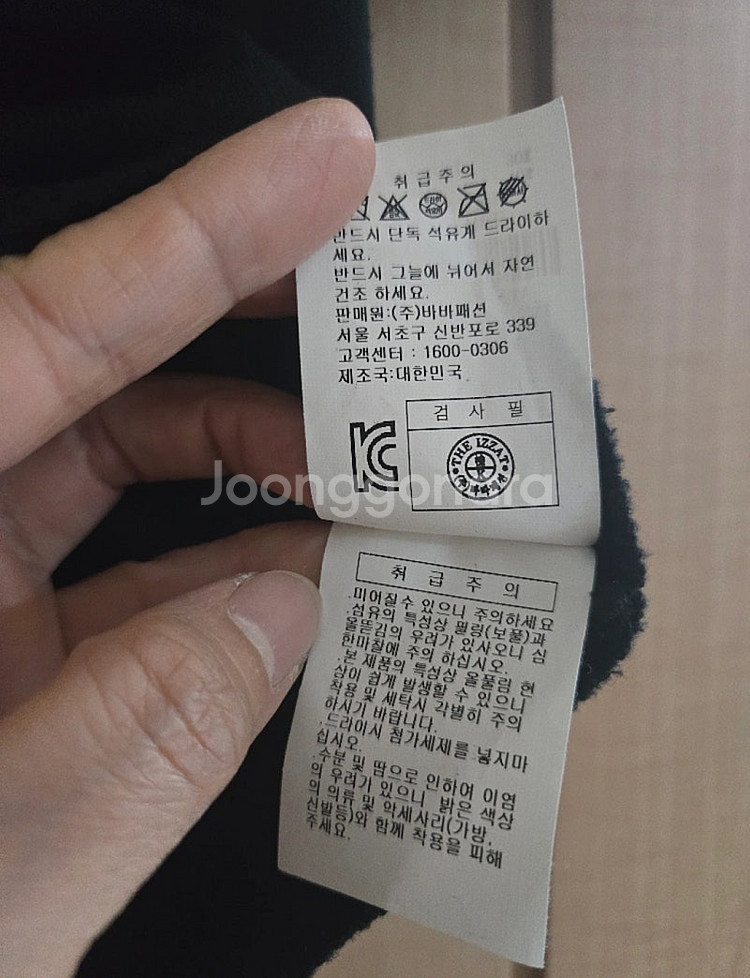 취급주의
반드시 단독 석유계 드라이하
세요.
반드시 그늘에 뉘어서 자연
건조 하세요.
판매원:(주)바바패션
서울 서초구 신반포로 339
고객센터 : 1600-0306
제조국:대한민국
검 사 필
THE IZZAT
(주)바바패션
Joonggonara
취 급 주 의
.미어질수 있으니 주의하세요
.섬유의 특성상 필링(보풀)과
올뜯김의 우려가 있사오니 심
한마찰에 주의 하십시오.
.본 제품의 특성상 올풀림 현
상이 쉽게 발생할 수 있으니
착용 및 세탁시 각별히 주의
하시기 바랍니다.
.드라이시 첨가세제를 넣지마
십시오.
.수분 및 땀으로 인하여 이염
의 우려가 있으니 밝은 색상
의 의류 및 악세사리(가방,
신발등)와 함께 착용을 피해
주세요.